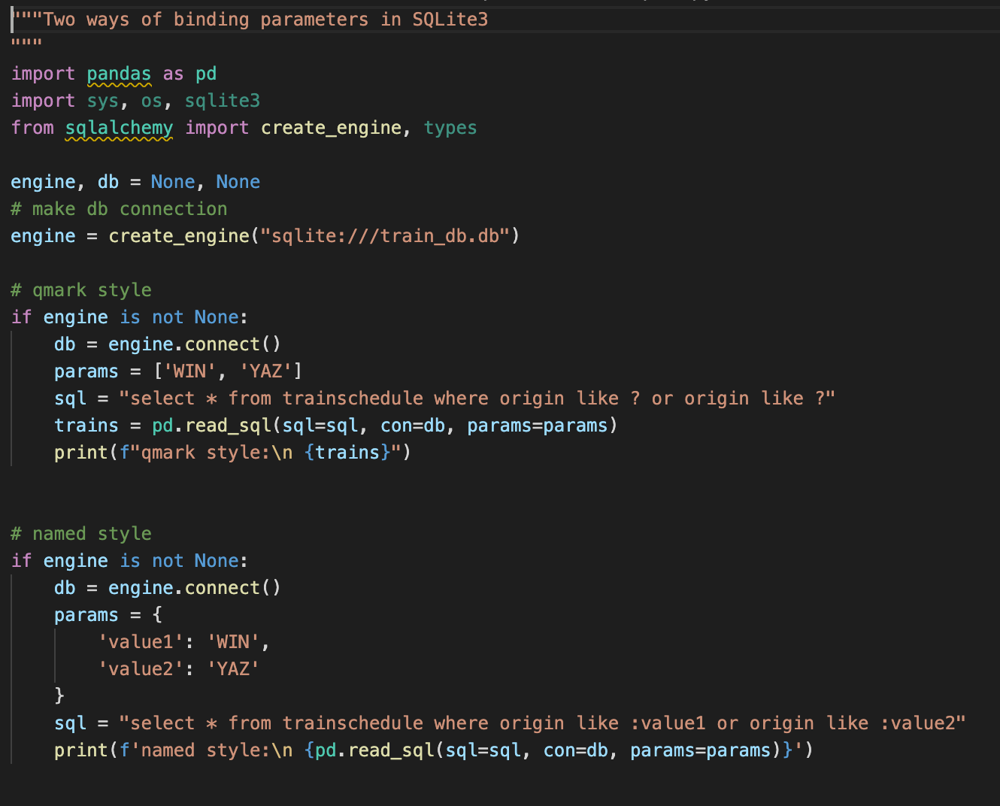 """Two ways of binding parameters in SQLite3
"""
import pandas as pd
import sys, os, sqlite3
from sqlalchemy import create_engine, types

engine, db = None, None
# make db connection
engine = create_engine("sqlite:///train_db.db")

# qmark style
if engine is not None:
    db = engine.connect()
    params = ['WIN', 'YAZ']
    sql = "select * from trainschedule where origin like ? or origin like ?"
    trains = pd.read_sql(sql=sql, con=db, params=params)
    print(f"qmark style:\n {trains}")


# named style
if engine is not None:
    db = engine.connect()
    params = {
        'value1': 'WIN',
        'value2': 'YAZ'
    }
    sql = "select * from trainschedule where origin like :value1 or origin like :value2"
    print(f'named style:\n {pd.read_sql(sql=sql, con=db, params=params)}')